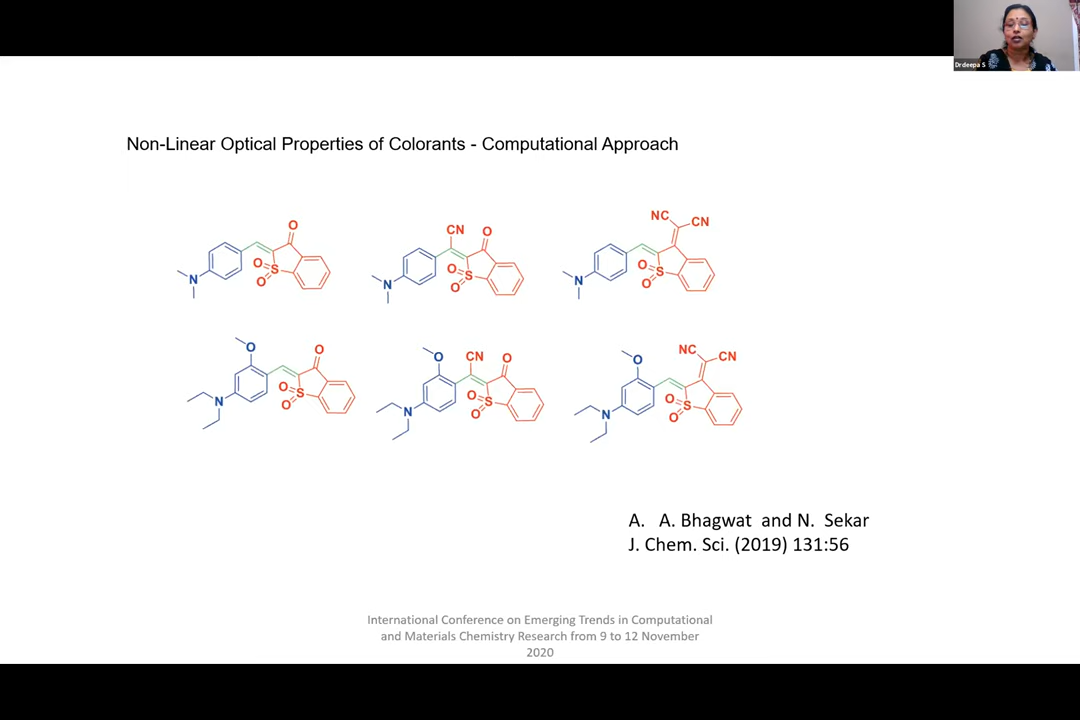 Drdeepa S
Non-Linear Optical Properties of Colorants - Computational Approach
O
O
O
S
N
CN
O
O
O
S
N
NC
CN
O
O
S
N
O
O
O
O
S
N
O
CN
O
O
O
S
N
O
NC
CN
O
O
S
N
A. A. Bhagwat and N. Sekar
J. Chem. Sci. (2019) 131:56
International Conference on Emerging Trends in Computational
and Materials Chemistry Research from 9 to 12 November
2020